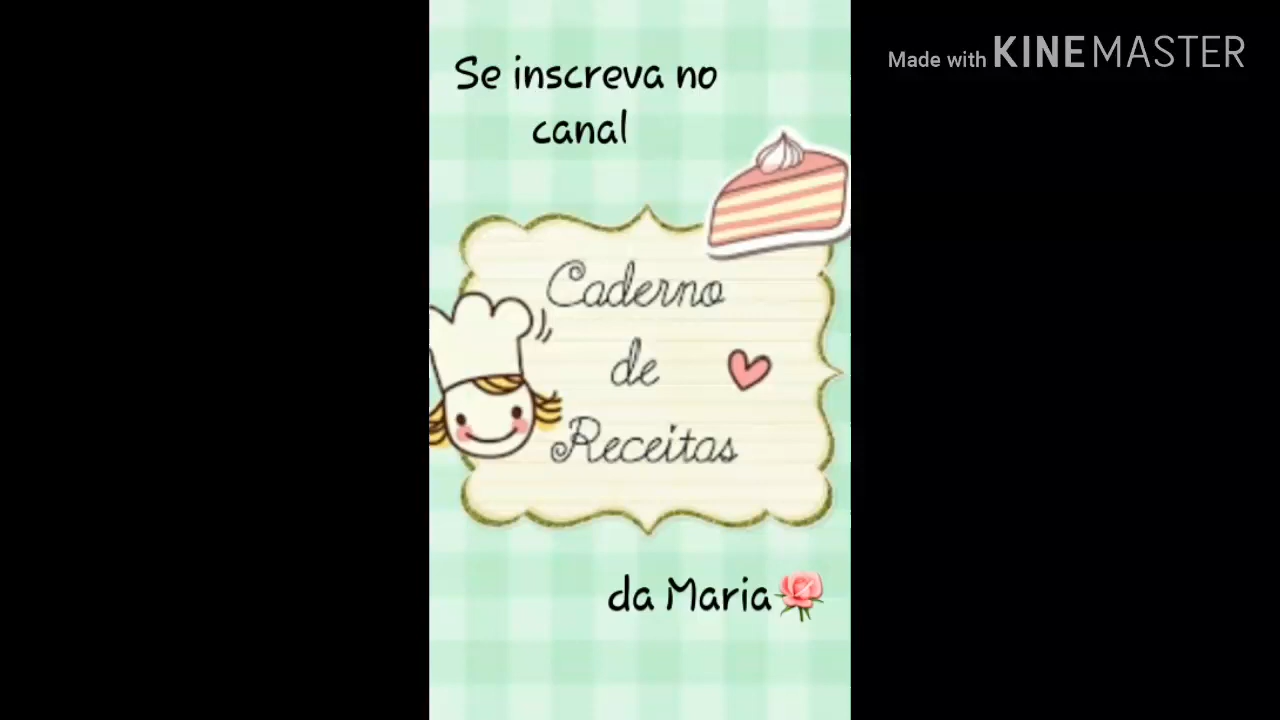 Made with KINEMASTER
Se inscreva no
canal
Caderno
de
Receitas
da Maria